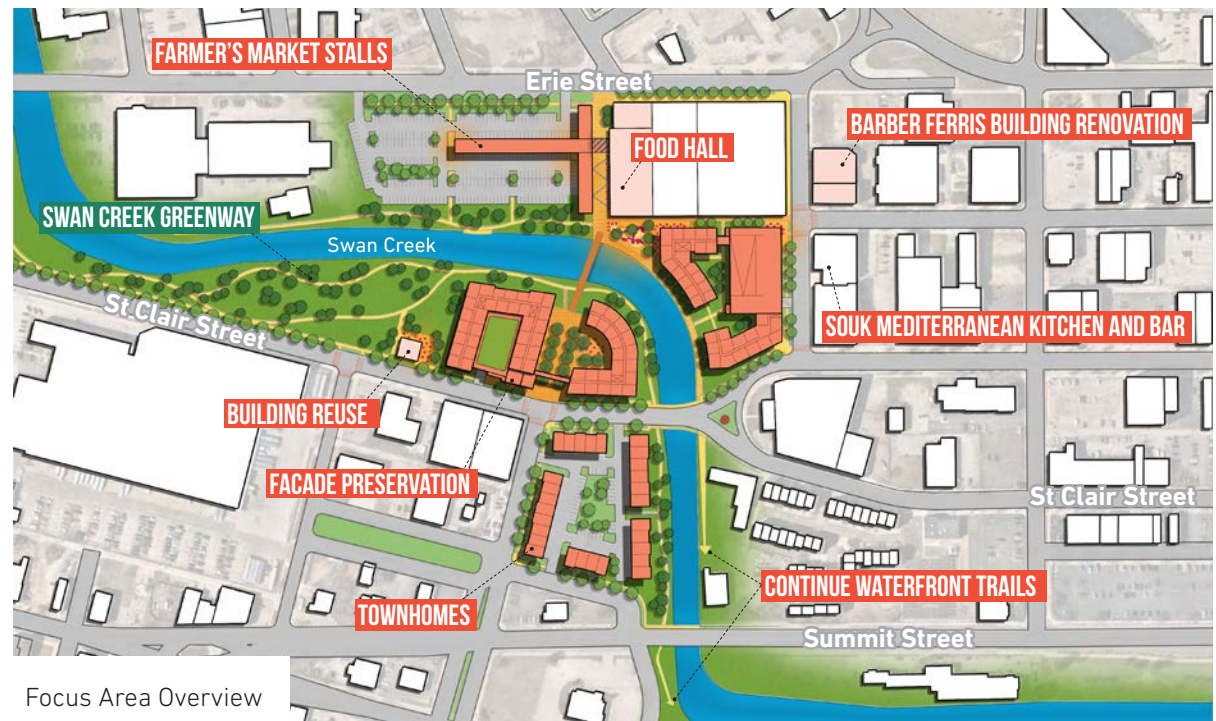 FARMER'S MARKET STALLS
Erie Street
BARBER FERRIS BUILDING RENOVATION
FOOD HALL
SWAN CREEK GREENWAY
Swan Creek
St Clair Street
SOUK MEDITERRANEAN KITCHEN AND BAR
BUILDING REUSE
FACADE PRESERVATION
St Clair Street
CONTINUE WATERFRONT TRAILS
TOWNHOMES
Summit Street
Focus Area Overview